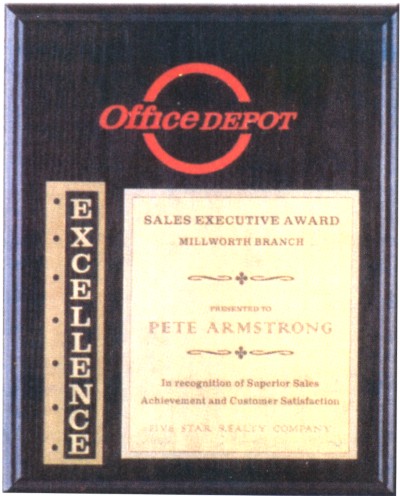 Office DEPOT
EXCELLENCE
SALES EXECUTIVE AWARD
MILLWORTH BRANCH
PRESENTED TO
PETE ARMSTRONG
In recognition of Superior Sales
Achievement and Customer Satisfaction
FIVE STAR REALTY COMPANY